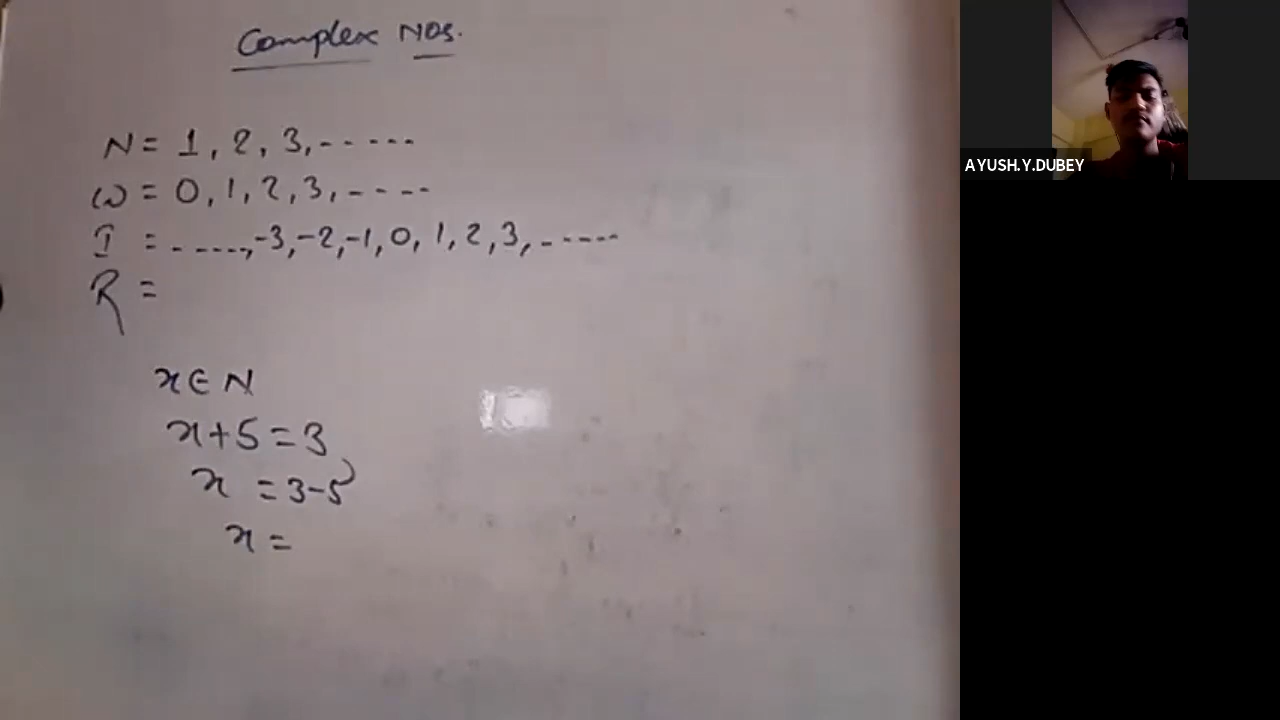 Complex Nos.
N = 1, 2, 3, -----
W = 0, 1, 2, 3, ----
I = -----, -3, -2, -1, 0, 1, 2, 3, -----
R =
x ∈ N
x + 5 = 3
x = 3 - 5
x =
AYUSH.Y.DUBEY